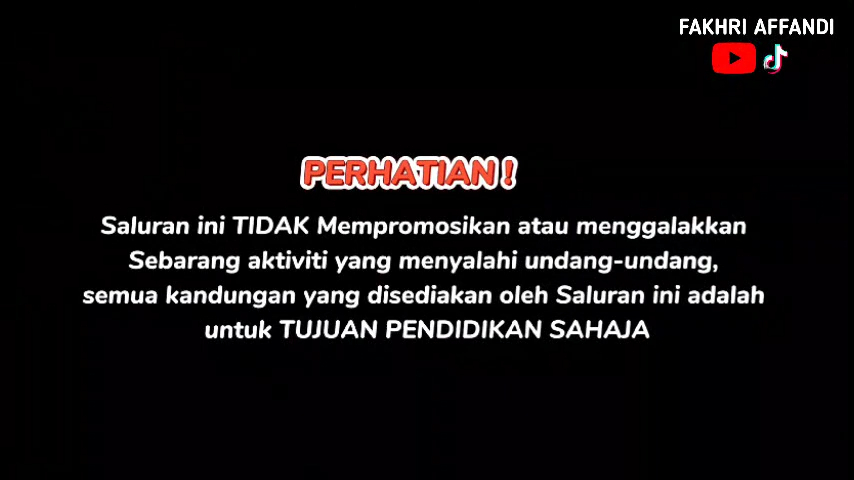 FAKHRI AFFANDI
PERHATIAN !
Saluran ini TIDAK Mempromosikan atau menggalakkan
Sebarang aktiviti yang menyalahi undang-undang,
semua kandungan yang disediakan oleh Saluran ini adalah
untuk TUJUAN PENDIDIKAN SAHAJA